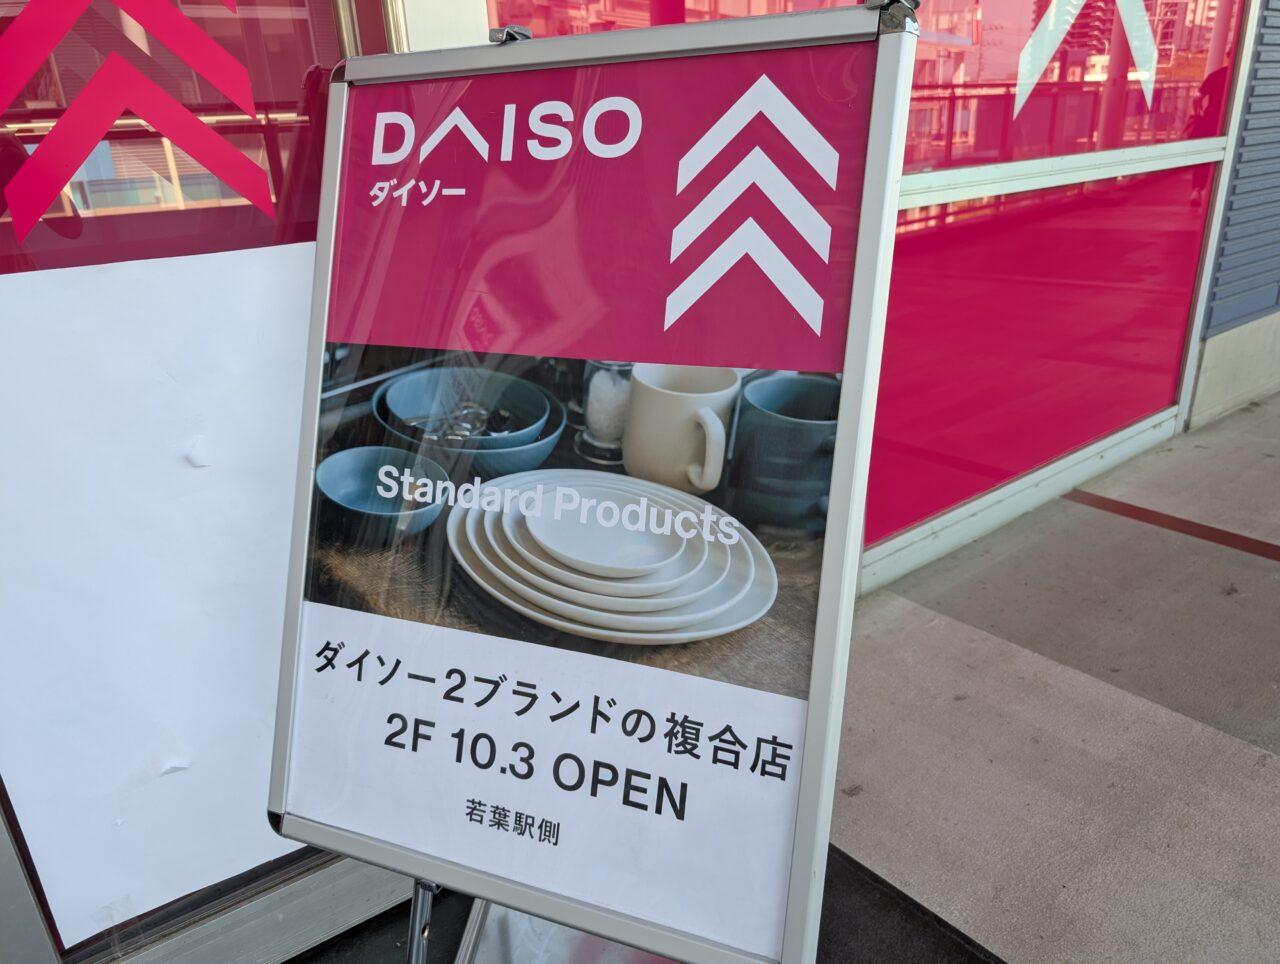 DAISO
ダイソー
Standard Products
ダイソー2ブランドの複合店
2F 10.3 OPEN
若葉駅側